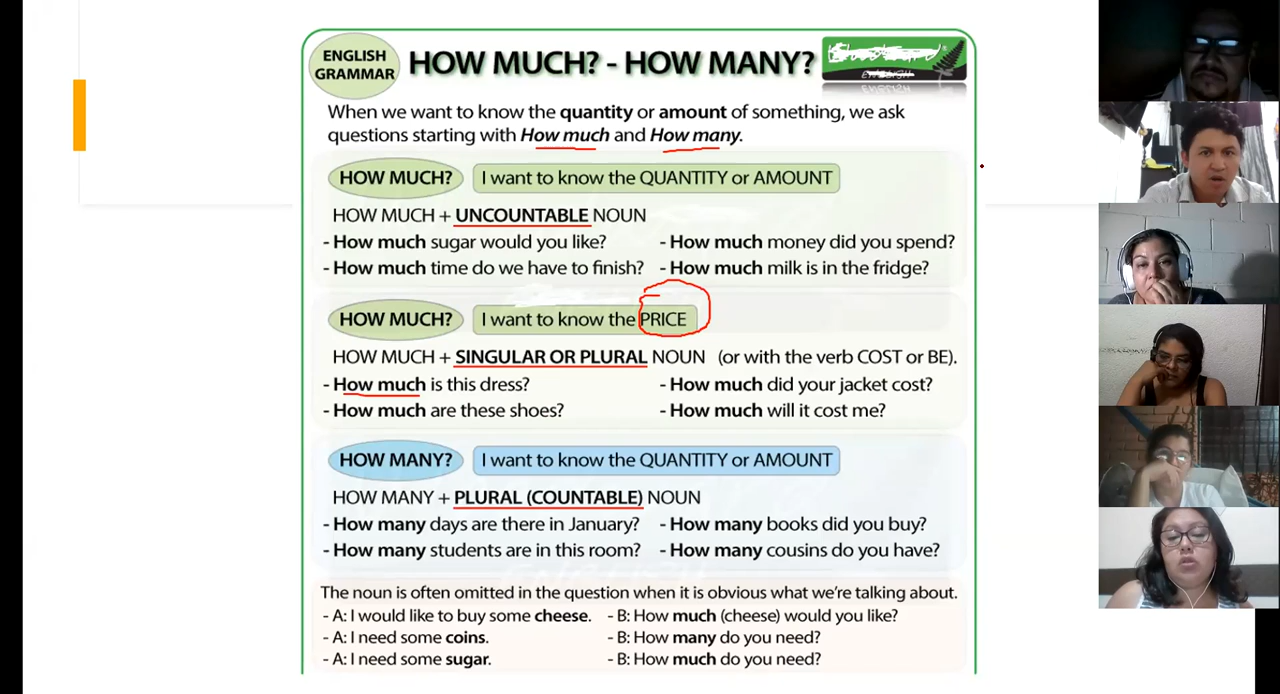 ENGLISH
GRAMMAR
HOW MUCH? - HOW MANY?
When we want to know the quantity or amount of something, we ask
questions starting with How much and How many.
HOW MUCH? I want to know the QUANTITY or AMOUNT
HOW MUCH + UNCOUNTABLE NOUN
- How much sugar would you like? - How much money did you spend?
- How much time do we have to finish? - How much milk is in the fridge?
HOW MUCH? I want to know the PRICE
HOW MUCH + SINGULAR OR PLURAL NOUN (or with the verb COST or BE).
- How much is this dress? - How much did your jacket cost?
- How much are these shoes? - How much will it cost me?
HOW MANY? I want to know the QUANTITY or AMOUNT
HOW MANY + PLURAL (COUNTABLE) NOUN
- How many days are there in January? - How many books did you buy?
- How many students are in this room? - How many cousins do you have?
The noun is often omitted in the question when it is obvious what we're talking about.
- A: I would like to buy some cheese. - B: How much (cheese) would you like?
- A: I need some coins. - B: How many do you need?
- A: I need some sugar. - B: How much do you need?